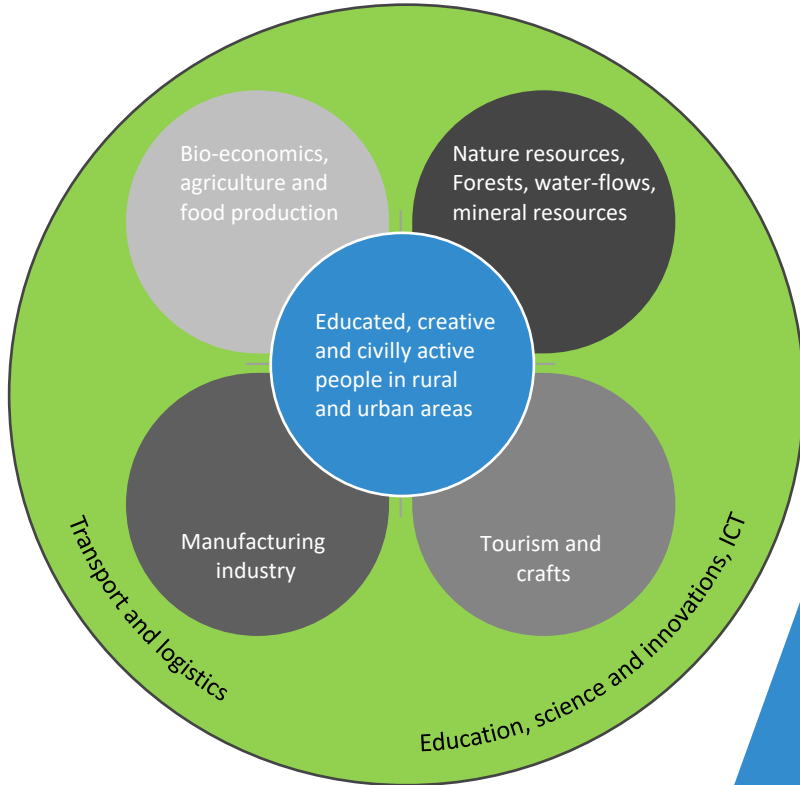 Bio-economics,
agriculture and
food production
Nature resources,
Forests, water-flows,
mineral resources
Educated, creative
and civilly active
people in rural
and urban areas
Manufacturing
industry
Tourism and
crafts
Transport and logistics
Education, science and innovations, ICT